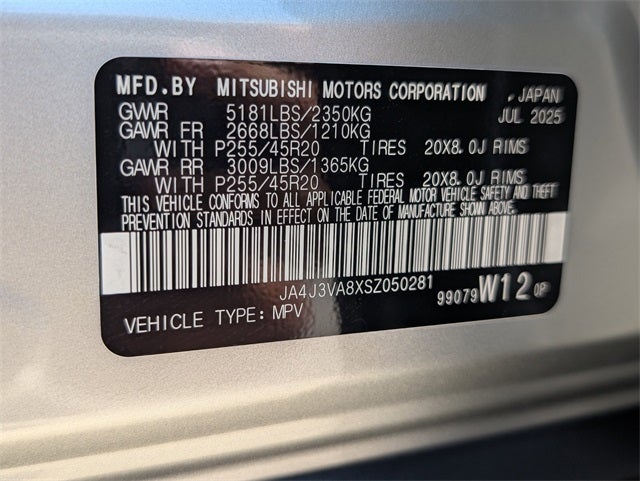 MFD.BY MITSUBISHI MOTORS CORPORATION, JAPAN
GVWR 5181LBS/2350KG JUL 2025
GAWR FR 2668LBS/1210KG
WITH P255/45R20 TIRES 20X8.0J RIMS
GAWR RR 3009LBS/1365KG
WITH P255/45R20 TIRES 20X8.0J RIMS
THIS VEHICLE CONFORMS TO ALL APPLICABLE FEDERAL MOTOR VEHICLE SAFETY AND THEFT
PREVENTION STANDARDS IN EFFECT ON THE DATE OF MANUFACTURE SHOWN ABOVE.
JA4J3VA8XSZ050281
99079 W12 0P
VEHICLE TYPE: MPV